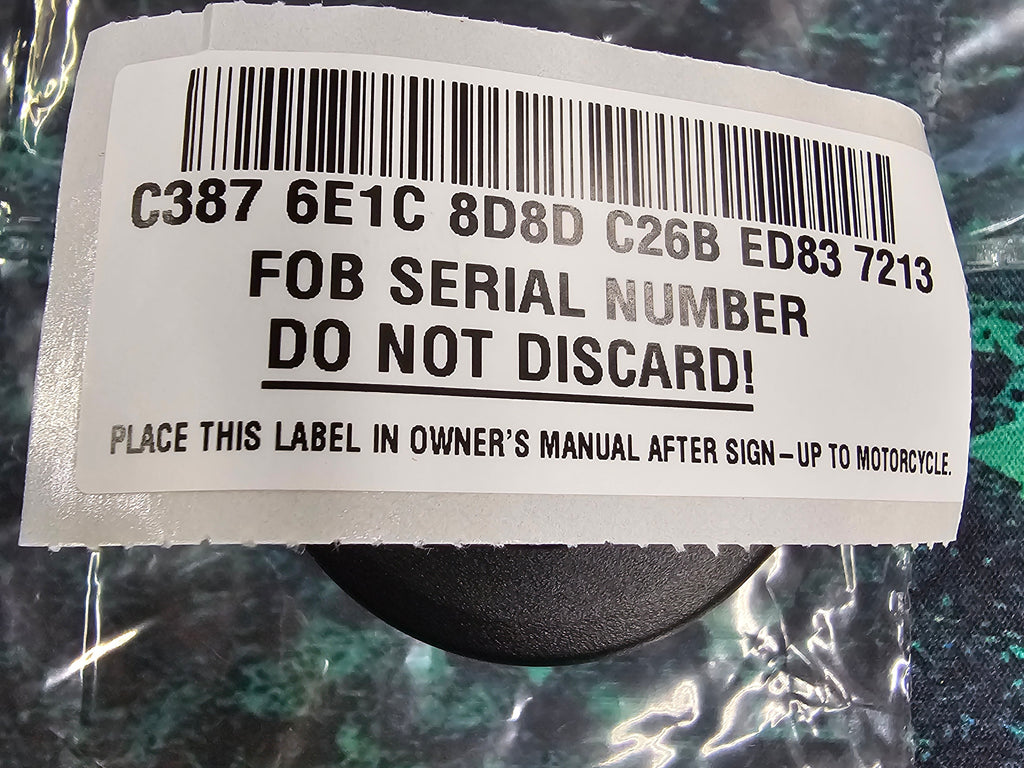 C387 6E1C 8D8D C26B ED83 7213
FOB SERIAL NUMBER
DO NOT DISCARD!
PLACE THIS LABEL IN OWNER'S MANUAL AFTER SIGN-UP TO MOTORCYCLE.